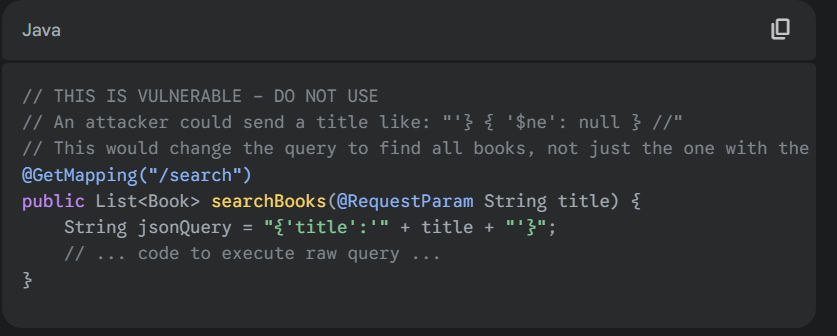 Java
// THIS IS VULNERABLE - DO NOT USE
// An attacker could send a title like: "'} { '$ne': null } //"
// This would change the query to find all books, not just the one with the
@GetMapping("/search")
public List<Book> searchBooks(@RequestParam String title) {
    String jsonQuery = "{'title':'" + title + "'}";
    // ... code to execute raw query ...
}